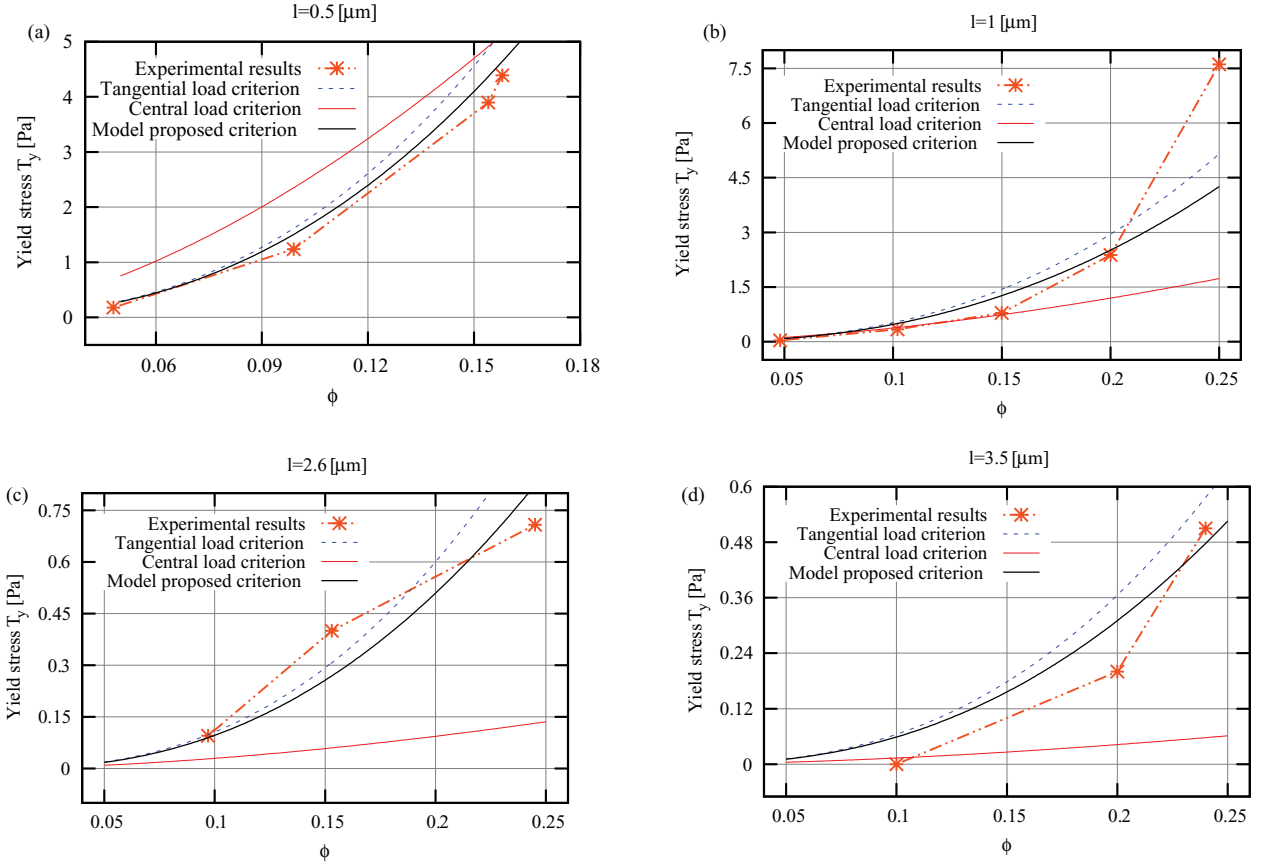 l=0.5 [μm]
(a)
Experimental results
Tangential load criterion
Central load criterion
Model proposed criterion
Yield stress T_y [Pa]
5
4
3
2
1
0
0.06 0.09 0.12 0.15 0.18
ϕ
l=1 [μm]
(b)
Experimental results
Tangential load criterion
Central load criterion
Model proposed criterion
Yield stress T_y [Pa]
7.5
6
4.5
3
1.5
0
0.05 0.1 0.15 0.2 0.25
ϕ
l=2.6 [μm]
(c)
Experimental results
Tangential load criterion
Central load criterion
Model proposed criterion
Yield stress T_y [Pa]
0.75
0.6
0.45
0.3
0.15
0
0.05 0.1 0.15 0.2 0.25
ϕ
l=3.5 [μm]
(d)
Experimental results
Tangential load criterion
Central load criterion
Model proposed criterion
Yield stress T_y [Pa]
0.6
0.48
0.36
0.24
0.12
0
0.05 0.1 0.15 0.2 0.25
ϕ